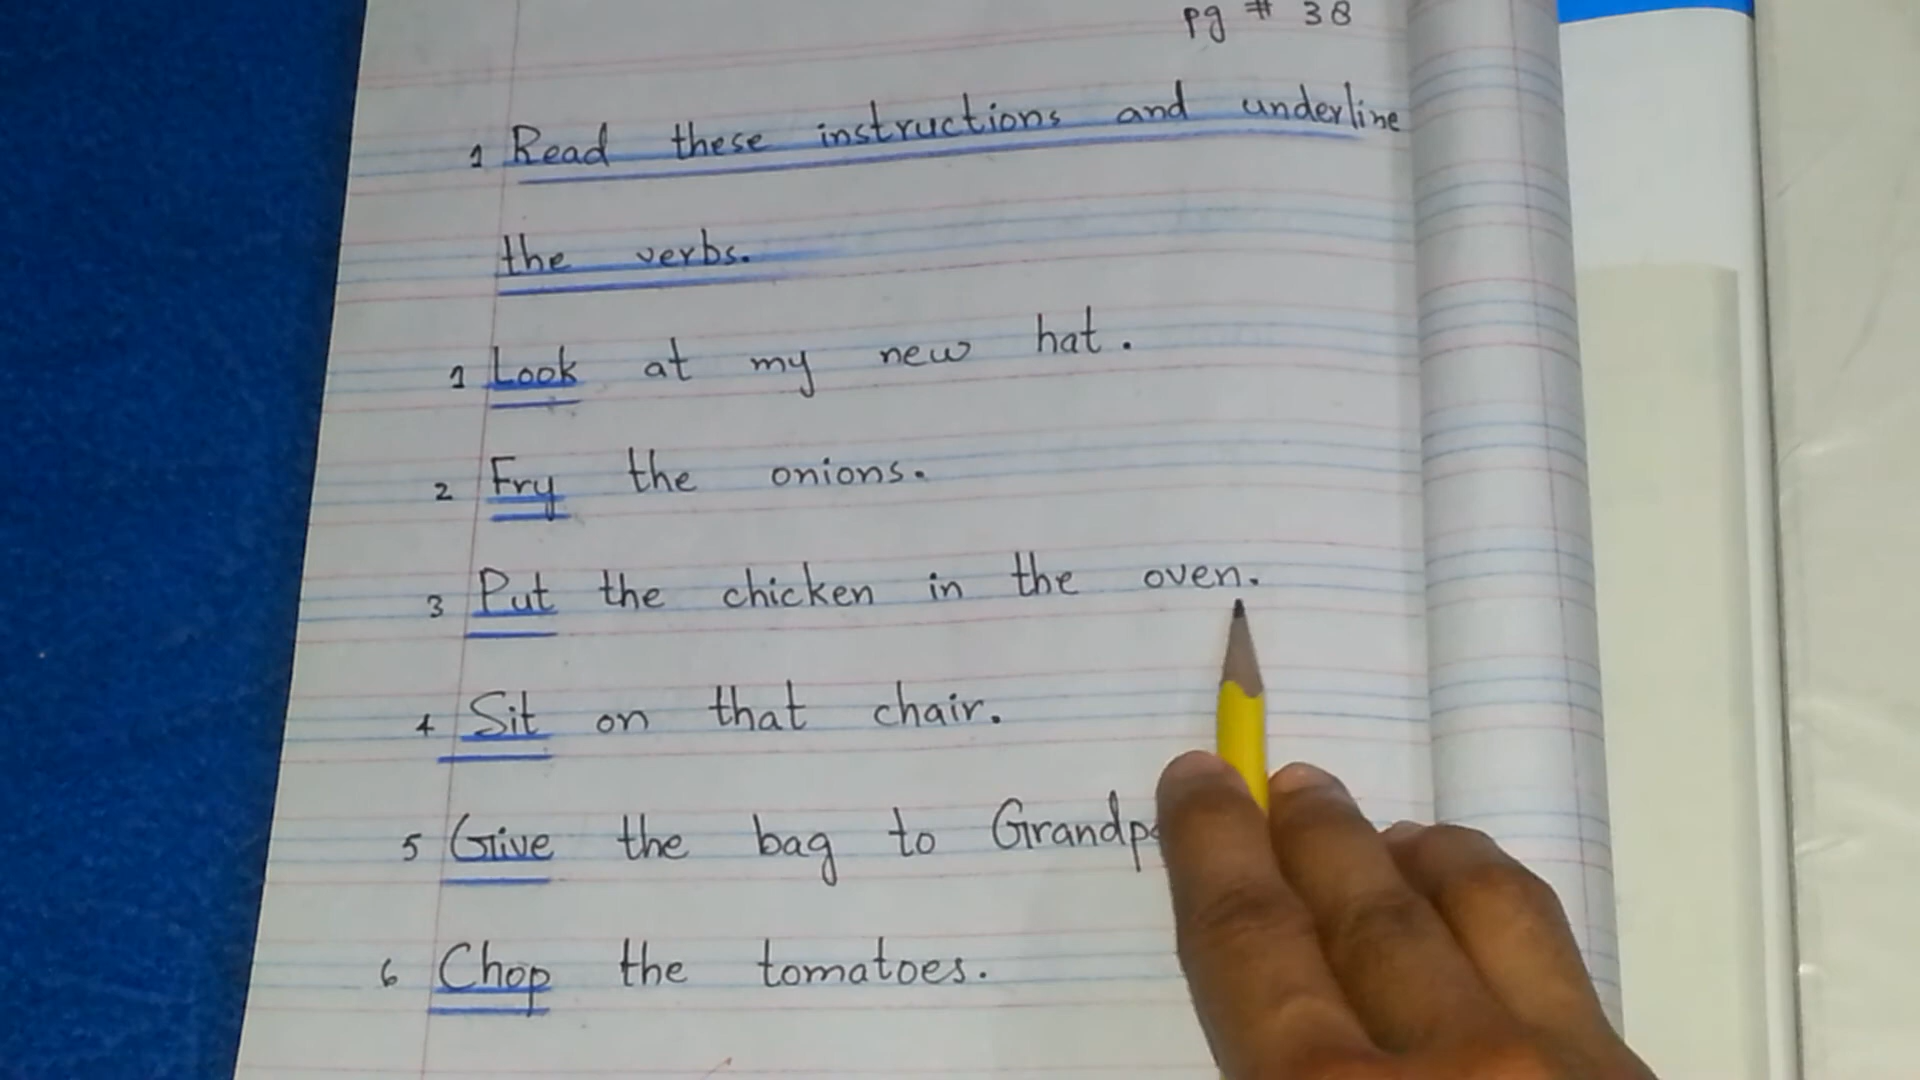 pg # 38
1 Read these instructions and underline
the verbs.
1 Look at my new hat.
2 Fry the onions.
3 Put the chicken in the oven.
4 Sit on that chair.
5 Give the bag to
6 Chop the tomatoes.